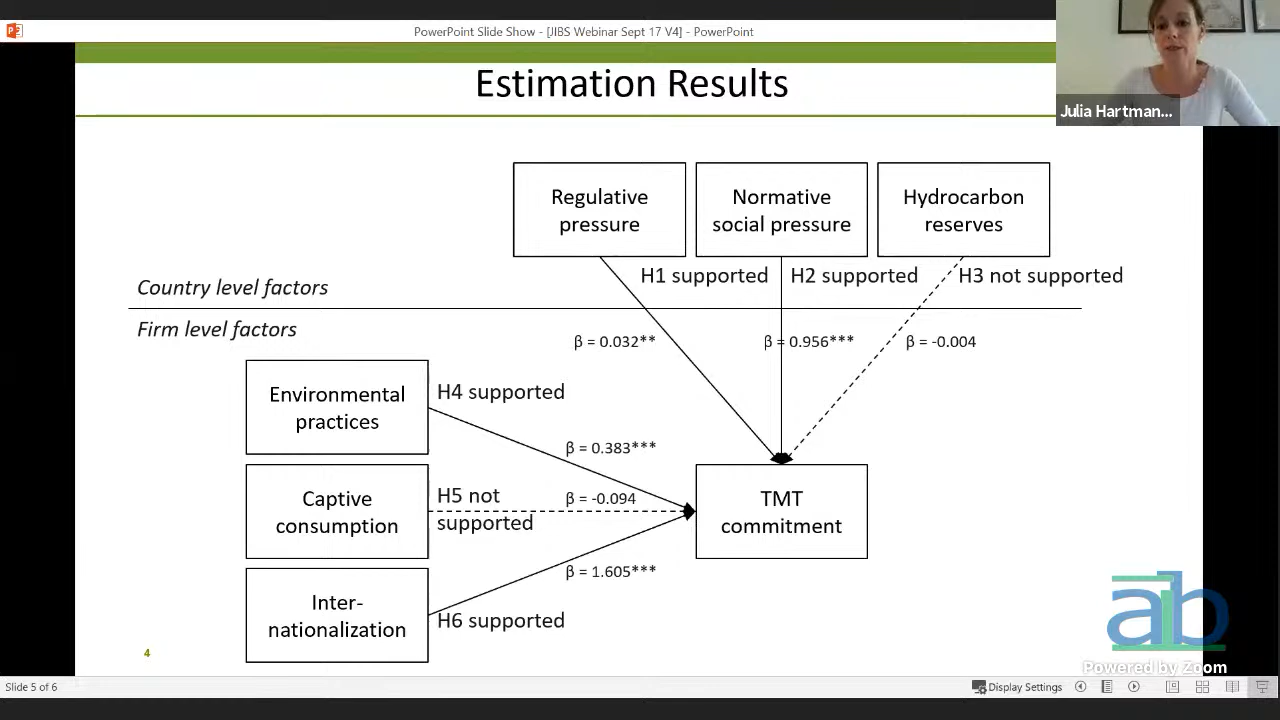 PowerPoint Slide Show - [JIBS Webinar Sept 17 V4] - PowerPoint
Estimation Results
Julia Hartman...
Regulative
pressure
Normative
social pressure
Hydrocarbon
reserves
H1 supported
H2 supported
H3 not supported
Country level factors
Firm level factors
β = 0.032**
β = 0.956***
β = -0.004
Environmental
practices
H4 supported
β = 0.383***
Captive
consumption
H5 not
supported
β = -0.094
TMT
commitment
Inter-
nationalization
β = 1.605***
H6 supported
aib
Powered by Zoom
4
Slide 5 of 6
Display Settings